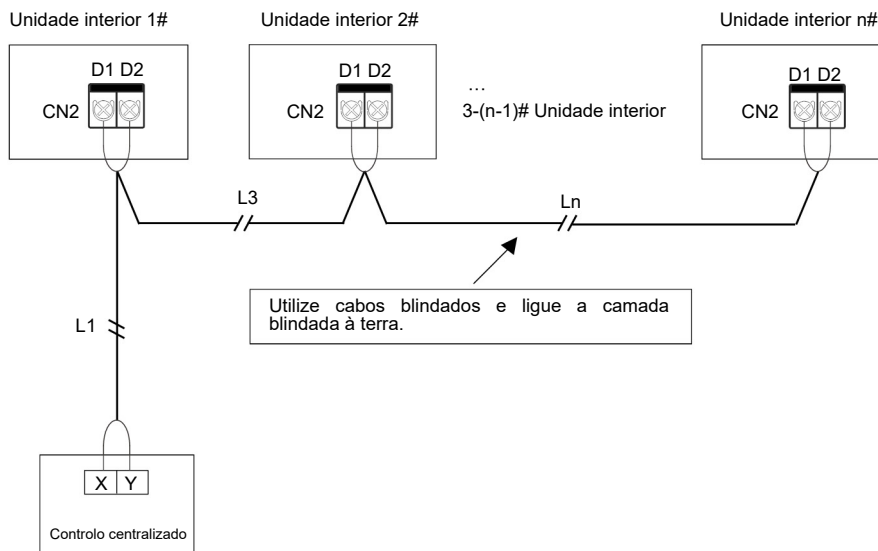 Unidade interior 1#
Unidade interior 2#
Unidade interior n#
D1 D2
D1 D2
D1 D2
CN2
CN2
CN2
...
3-(n-1)# Unidade interior
L3
Ln
Utilize cabos blindados e ligue a camada
blindada à terra.
L1
X Y
Controlo centralizado